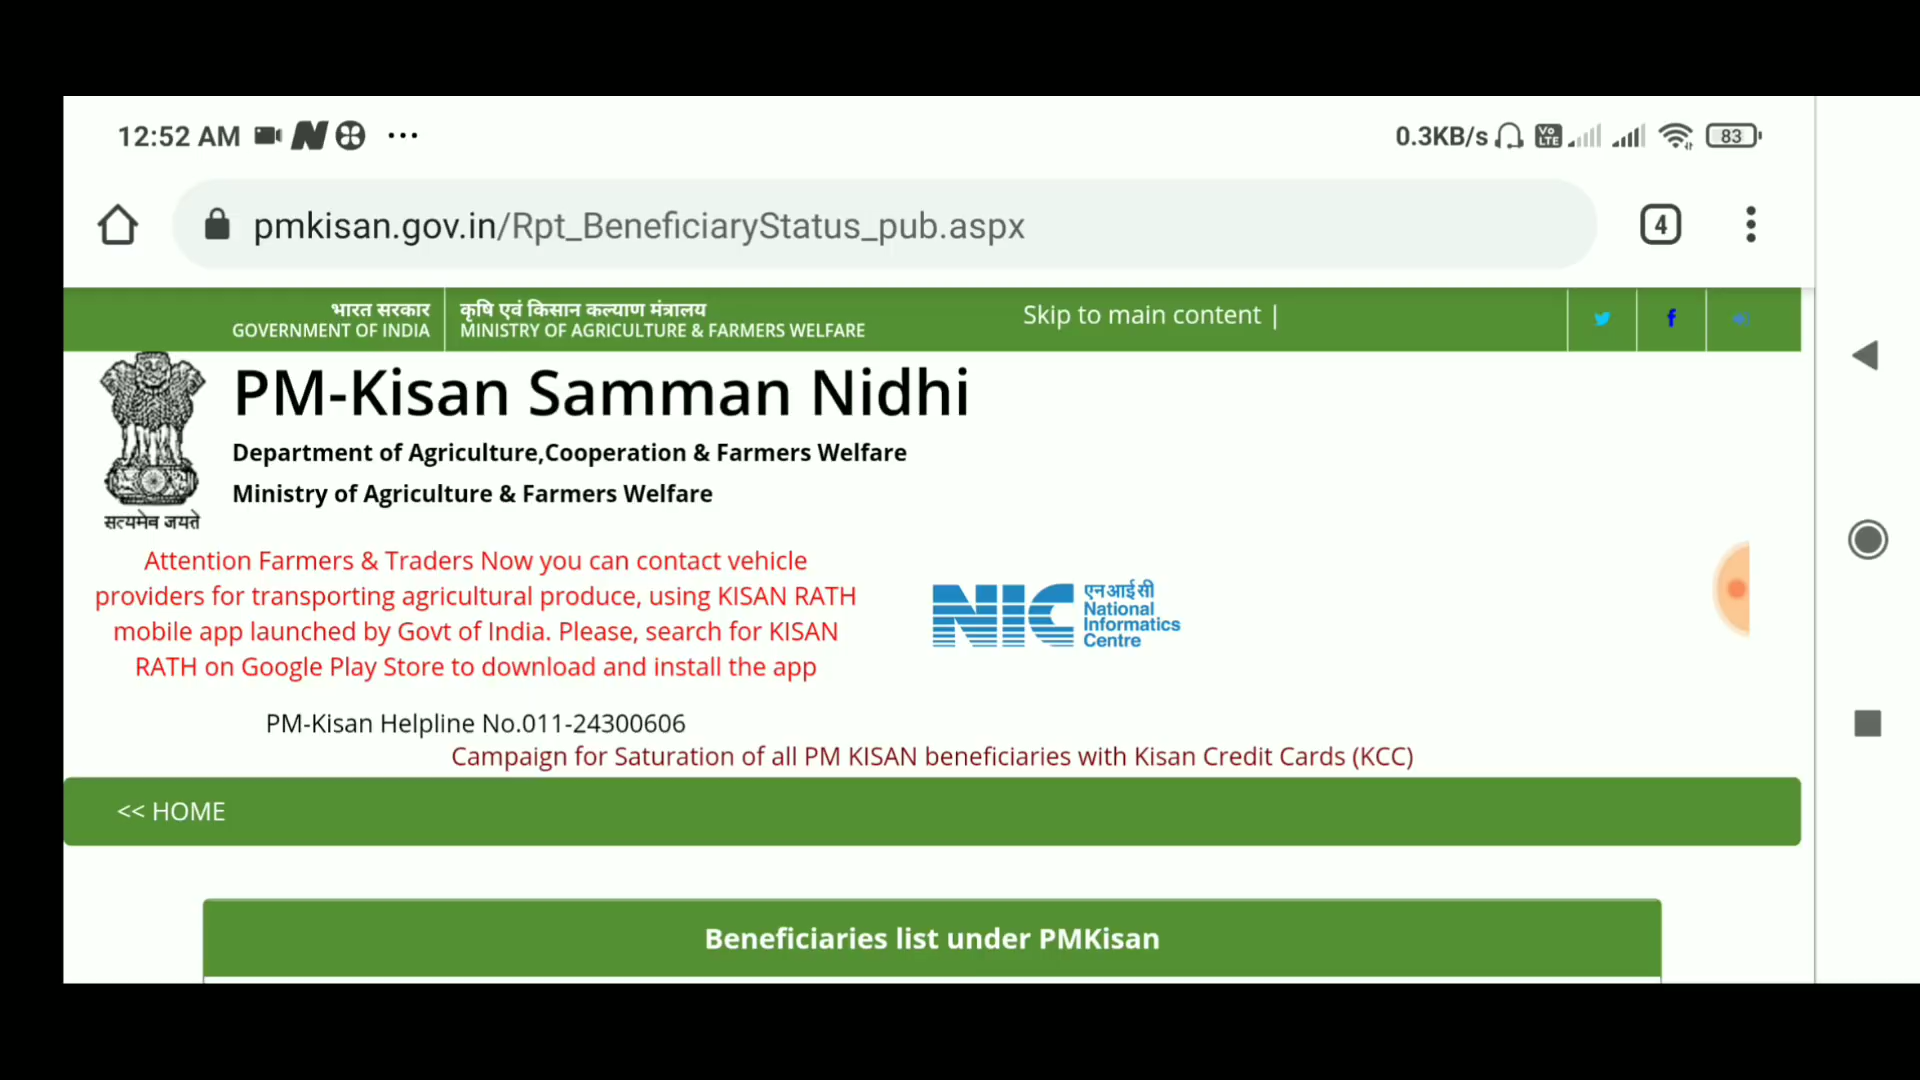 12:52 AM
0.3KB/s
Vo LTE
83
pmkisan.gov.in/Rpt_BeneficiaryStatus_pub.aspx
4
भारत सरकार
GOVERNMENT OF INDIA
कृषि एवं किसान कल्याण मंत्रालय
MINISTRY OF AGRICULTURE & FARMERS WELFARE
Skip to main content |
PM-Kisan Samman Nidhi
Department of Agriculture,Cooperation & Farmers Welfare
Ministry of Agriculture & Farmers Welfare
सत्यमेव जयते
Attention Farmers & Traders Now you can contact vehicle
providers for transporting agricultural produce, using KISAN RATH
mobile app launched by Govt of India. Please, search for KISAN
RATH on Google Play Store to download and install the app
NIC
एनआईसी
National
Informatics
Centre
PM-Kisan Helpline No.011-24300606
Campaign for Saturation of all PM KISAN beneficiaries with Kisan Credit Cards (KCC)
<< HOME
Beneficiaries list under PMKisan